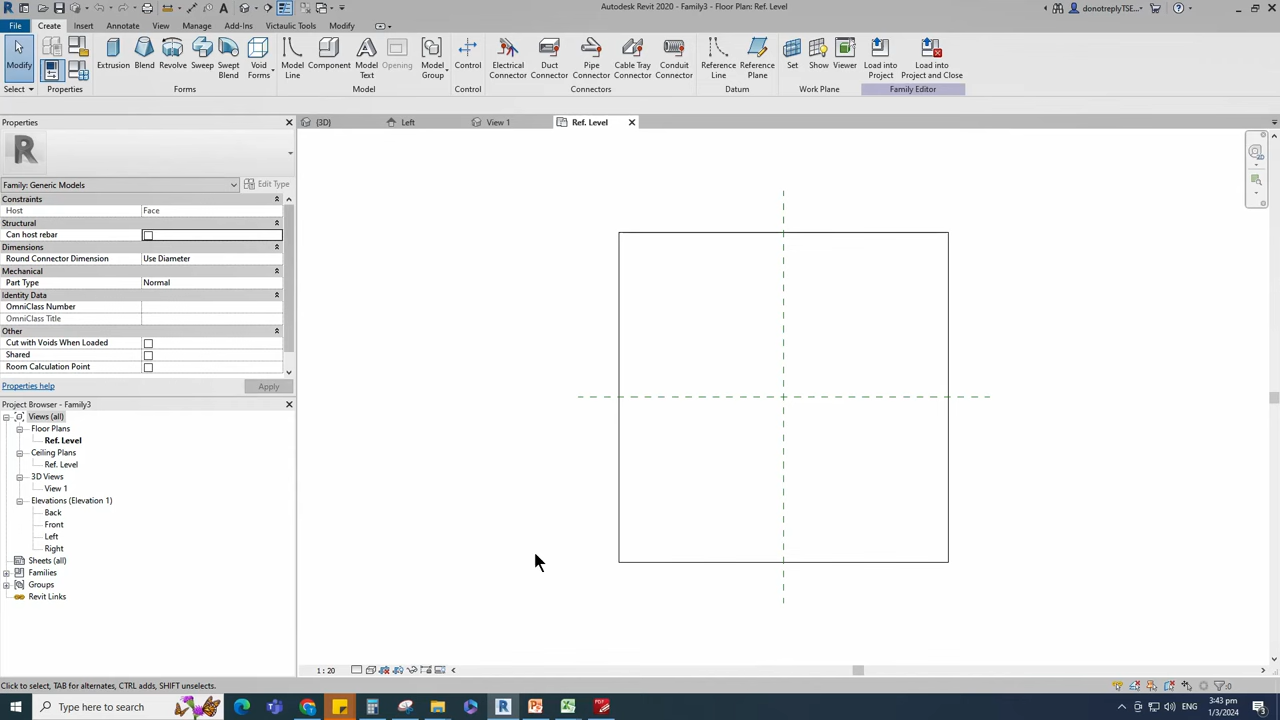 Autodesk Revit 2020 - Family3 - Floor Plan: Ref. Level
donotreplyTSE...
File
Create
Insert
Annotate
View
Manage
Add-Ins
Victaulic Tools
Modify
Modify
Extrusion
Blend
Revolve
Sweep
Swept Blend
Void Forms
Model Line
Component
Model Text
Opening
Model Group
Control
Electrical Connector
Duct Connector
Pipe Connector
Cable Tray Connector
Conduit Connector
Reference Line
Reference Plane
Set
Show
Viewer
Load into Project
Load into Project and Close
Select
Properties
Forms
Model
Control
Connectors
Datum
Work Plane
Family Editor
Properties
{3D}
Left
View 1
Ref. Level
R
Family: Generic Models
Edit Type
Constraints
Host Face
Structural
Can host rebar
Dimensions
Round Connector Dimension Use Diameter
Mechanical
Part Type Normal
Identity Data
OmniClass Number
OmniClass Title
Other
Cut with Voids When Loaded
Shared
Room Calculation Point
Properties help
Apply
Project Browser - Family3
Views (all)
Floor Plans
Ref. Level
Ceiling Plans
Ref. Level
3D Views
View 1
Elevations (Elevation 1)
Back
Front
Left
Right
Sheets (all)
Families
Groups
Revit Links
1 : 20
Click to select, TAB for alternates, CTRL adds, SHIFT unselects.
:0
Type here to search
ENG
3:43 pm
1/3/2024